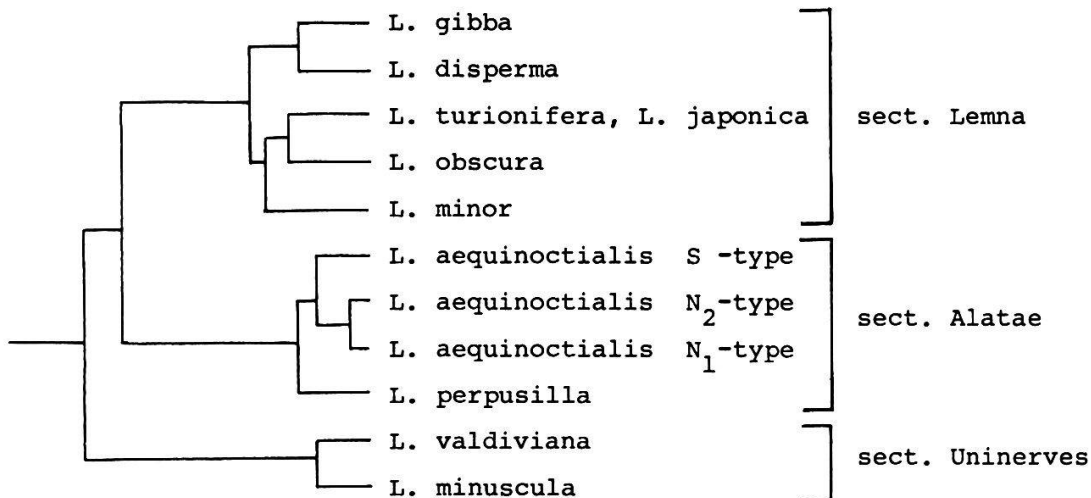 L. gibba
L. disperma
L. turionifera, L. japonica
L. obscura
L. minor
sect. Lemna
L. aequinoctialis S -type
L. aequinoctialis N2-type
L. aequinoctialis N1-type
L. perpusilla
sect. Alatae
L. valdiviana
L. minuscula
sect. Uninerves